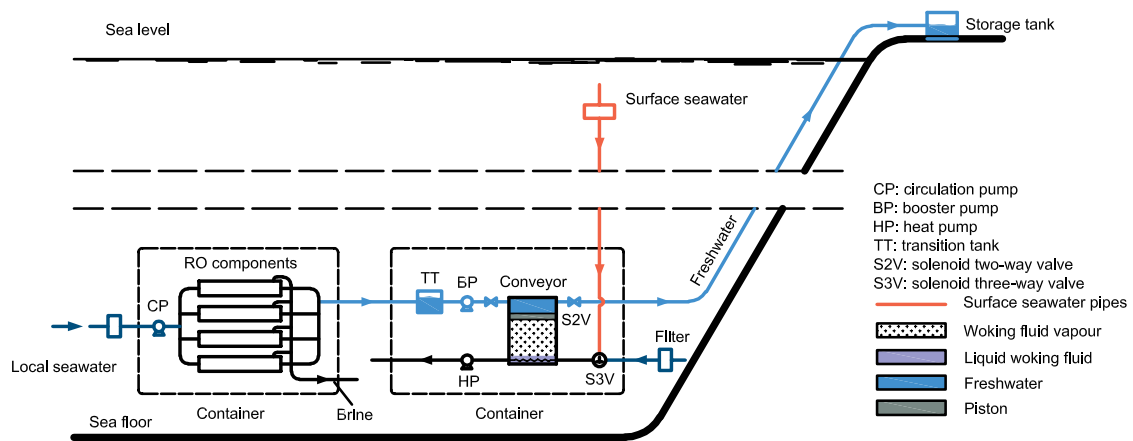 Sea level
Storage tank
Surface seawater
CP: circulation pump
БP: booster pump
HP: heat pump
TT: transition tank
S2V: solenoid two-way valve
S3V: solenoid three-way valve
Surface seawater pipes
Woking fluid vapour
Liquid woking fluid
Freshwater
Piston
Freshwater
RO components
TT
БP
Conveyor
CP
S2V
FIlter
Local seawater
HP
S3V
Бrine
Container
Container
Sea floor